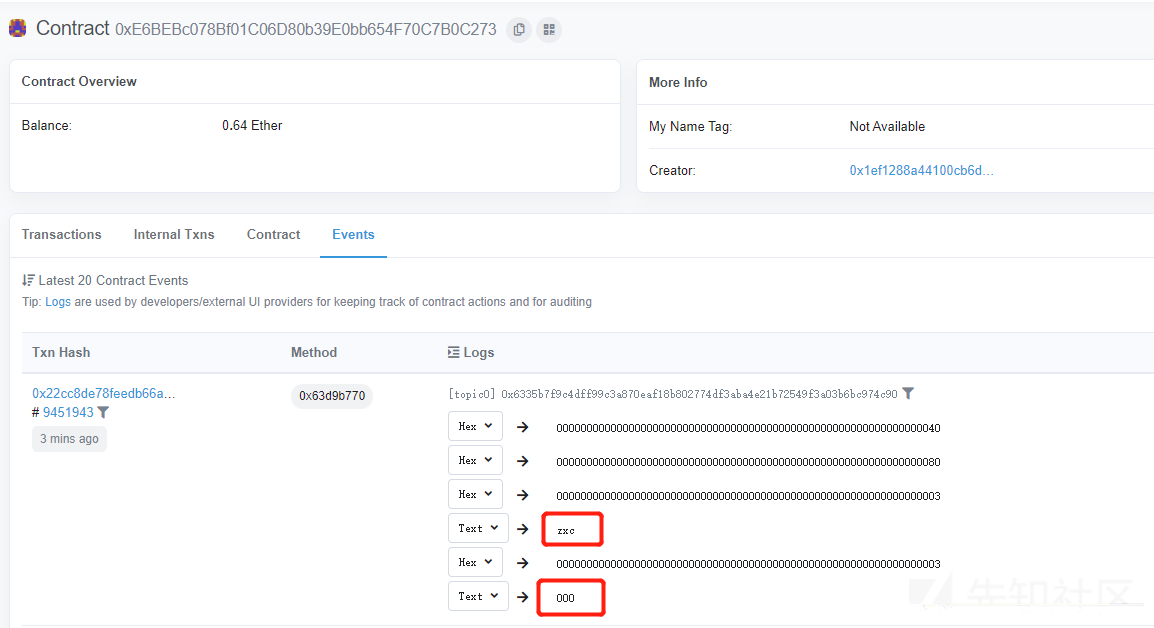 Contract 0xE6BEBc078Bf01C06D80b39E0bb654F70C7B0C273
Contract Overview
Balance: 0.64 Ether
More Info
My Name Tag: Not Available
Creator: 0x1ef1288a44100cb6d...
Transactions Internal Txns Contract Events
Latest 20 Contract Events
Tip: Logs are used by developers/external UI providers for keeping track of contract actions and for auditing
Txn Hash Method Logs
0x22cc8de78feedb66a... 0x63d9b770 [topic0] 0x6335b7f9c4dff99c3a870eaf18b802774df3aba4e21b72549f3a03b6bc974c90
# 9451943
3 mins ago
Hex → 0000000000000000000000000000000000000000000000000000000000000040
Hex → 0000000000000000000000000000000000000000000000000000000000000080
Hex → 0000000000000000000000000000000000000000000000000000000000000003
Text → zxc
Hex → 0000000000000000000000000000000000000000000000000000000000000003
Text → 000
先知社区